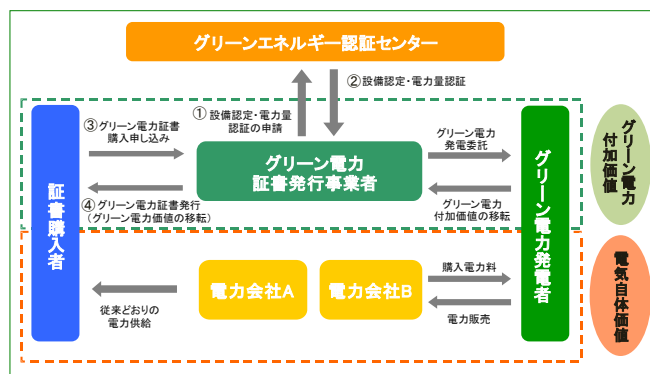 グリーンエネルギー認証センター
① 設備認定・電力量
認証の申請
② 設備認定・電力量認証
③ グリーン電力証書
購入申し込み
グリーン電力
証書発行事業者
グリーン電力
発電委託
④ グリーン電力証書発行
(グリーン電力価値の移転)
グリーン電力
付加価値の移転
証書購入者
グリーン電力発電者
グリーン電力
付加価値
電力会社A
電力会社B
購入電力料
電力販売
従来どおりの
電力供給
電気自体価値